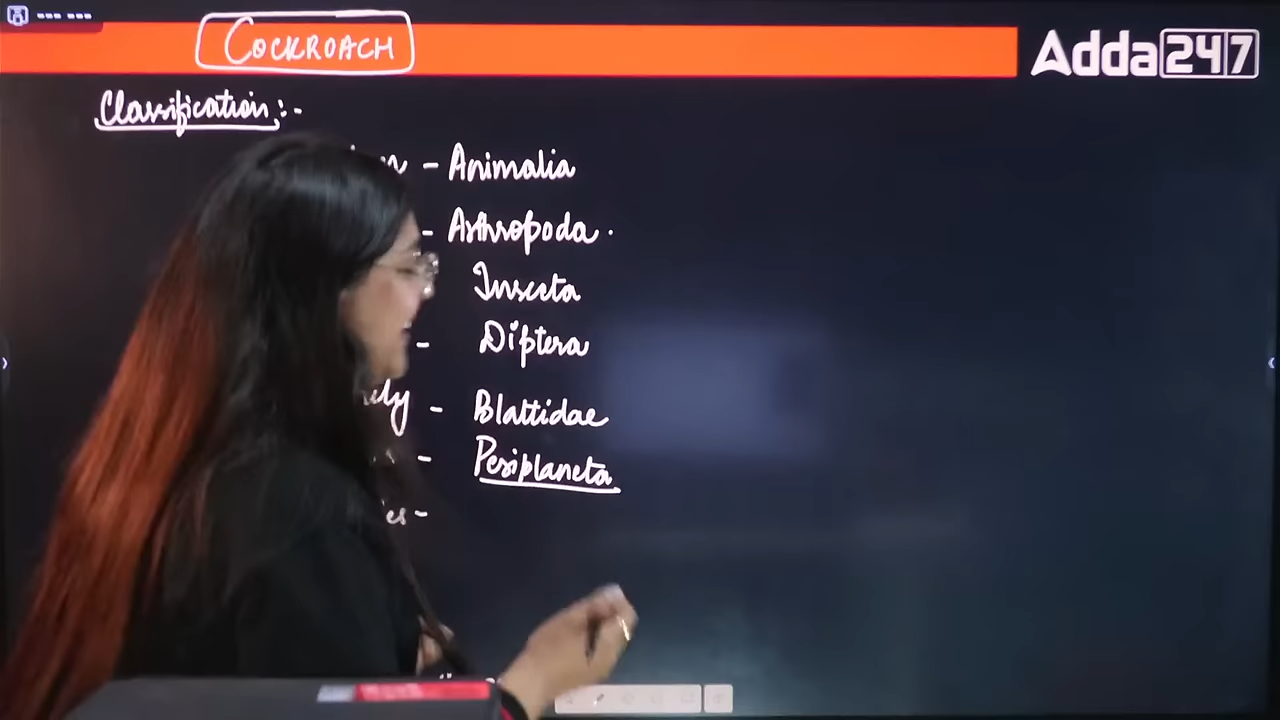 COCKROACH
Adda247
Classification :-
- Animalia
- Arthropoda.
Insecta
- Diptera
- Blattidae
- Periplaneta
-